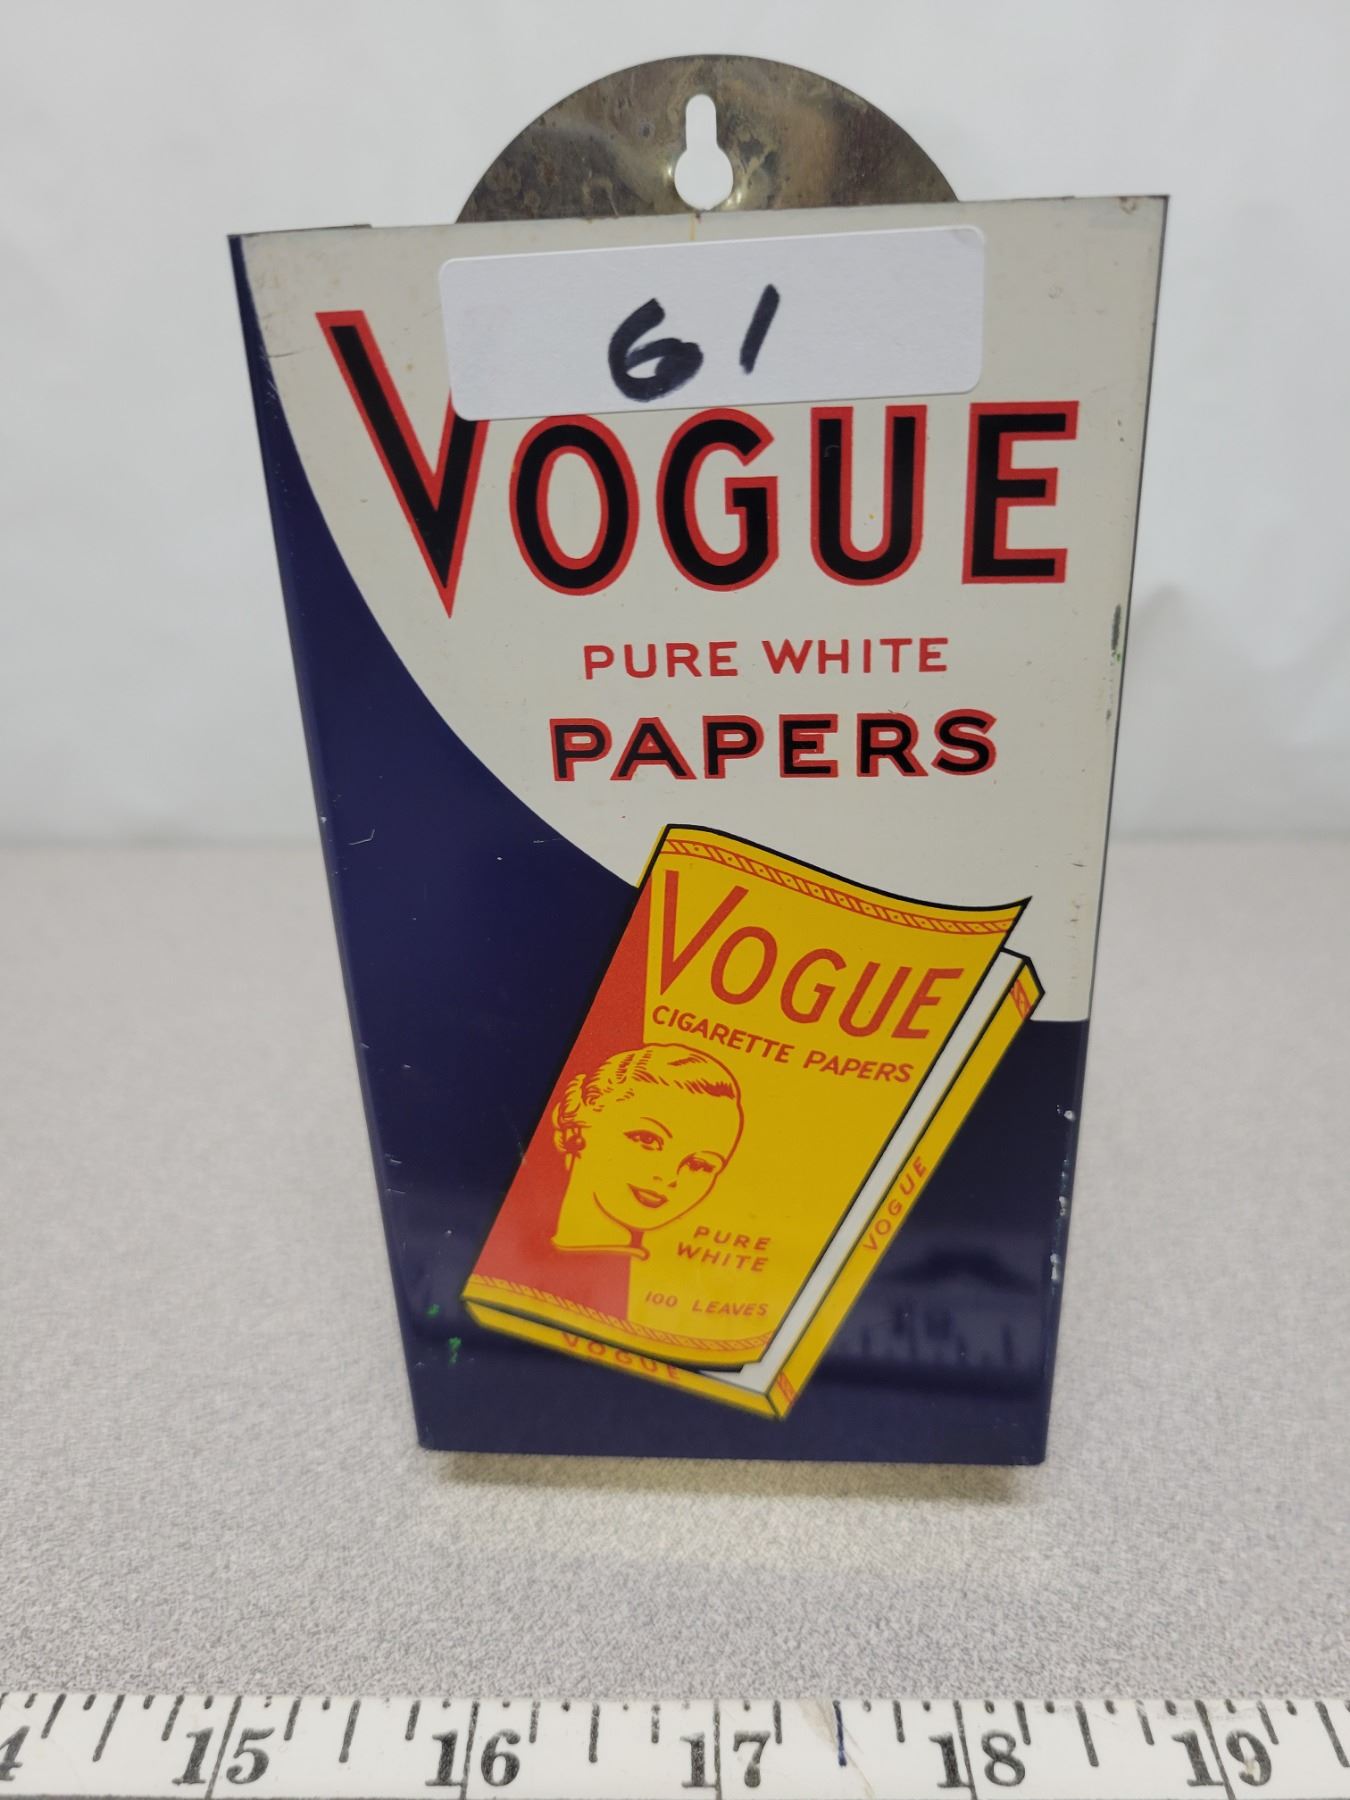 61
VOGUE
PURE WHITE
PAPERS
VOGUE
CIGARETTE PAPERS
PURE
WHITE
100 LEAVES
VOGUE
VOGUE
14 15 16 17 18 19